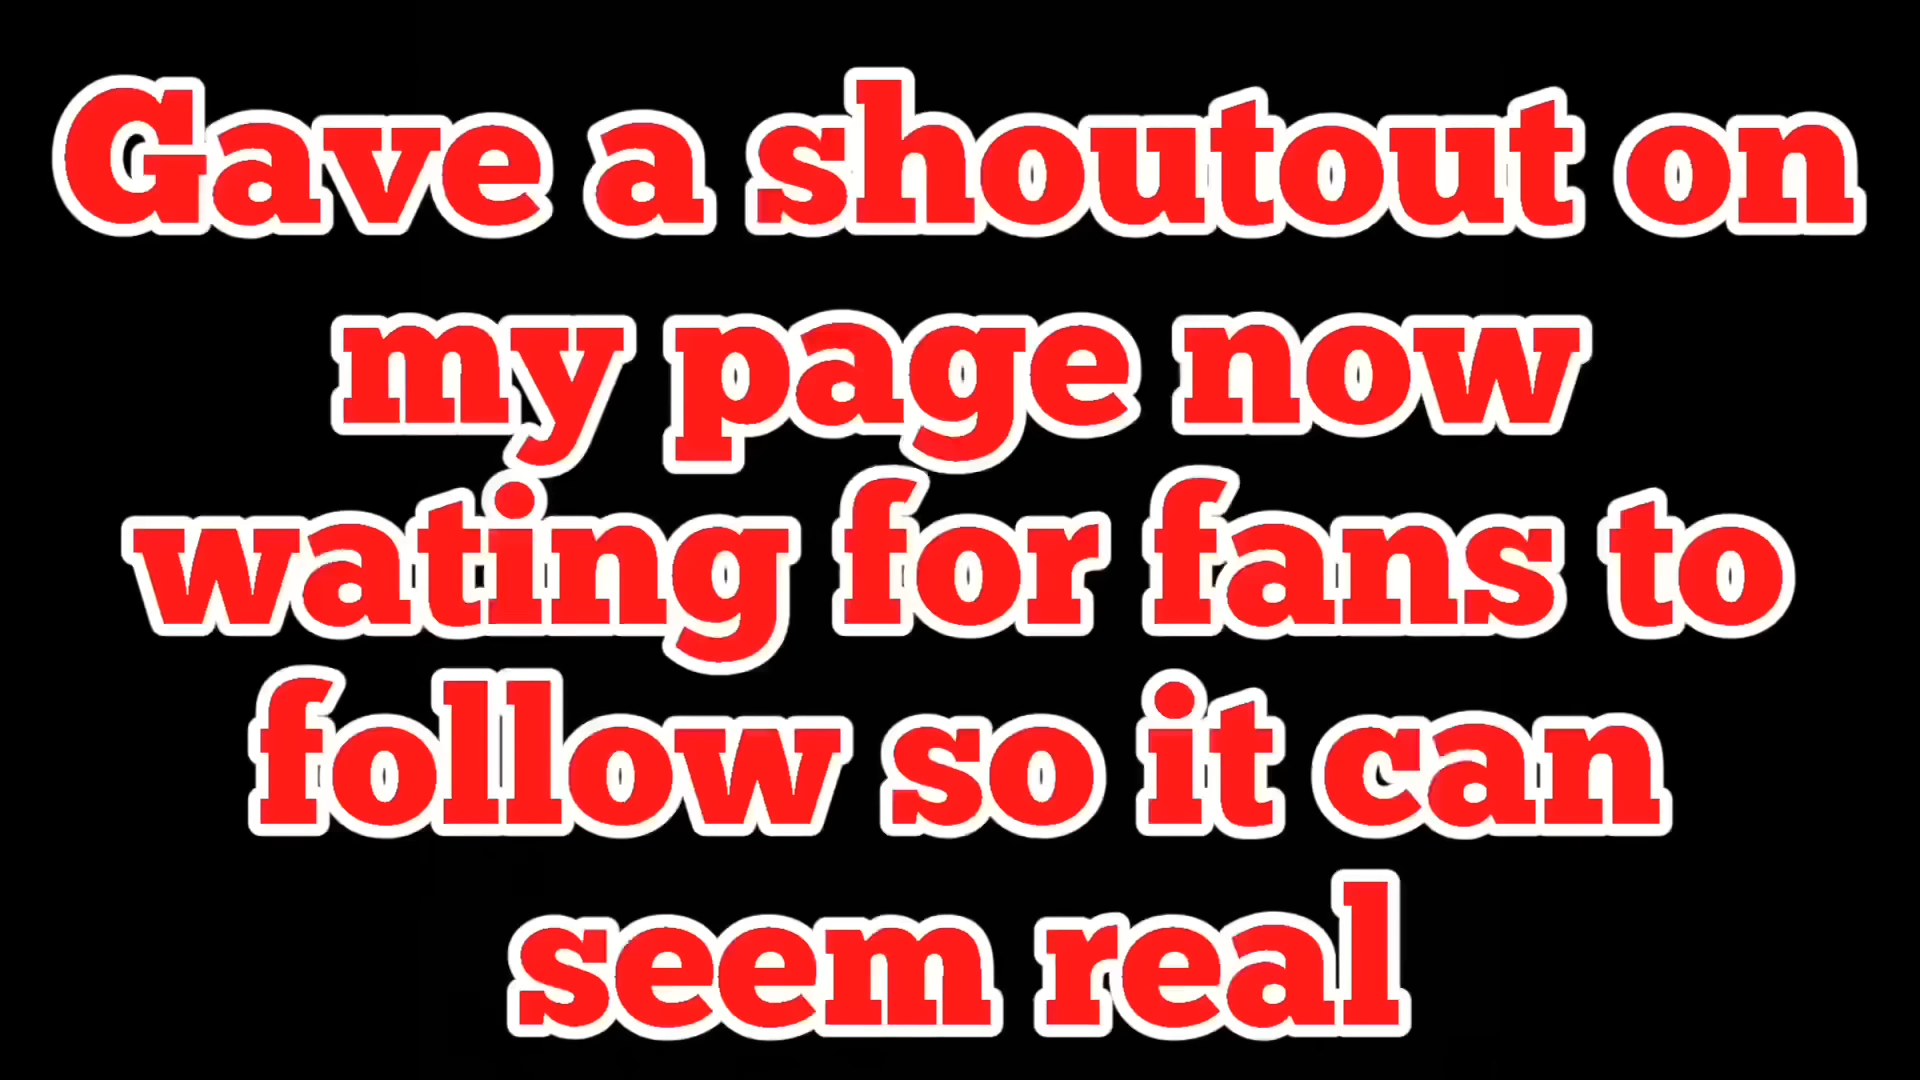 Gave a shoutout on
my page now
wating for fans to
follow so it can
seem real